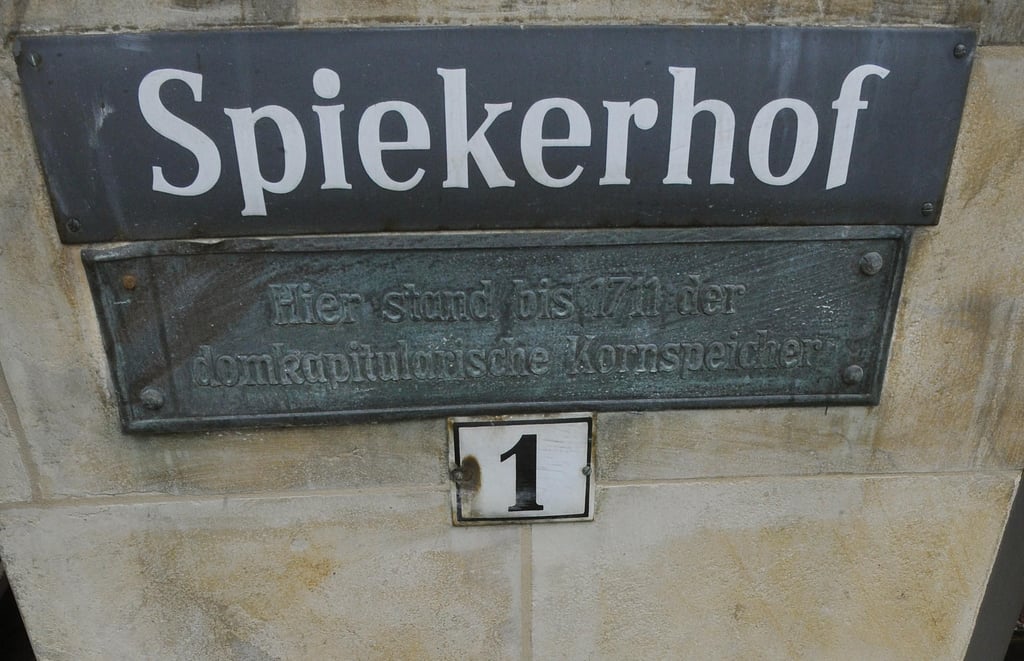 Spiekerhof
Hier stand bis 1711 der
domkapitularische Kornspeicher
1